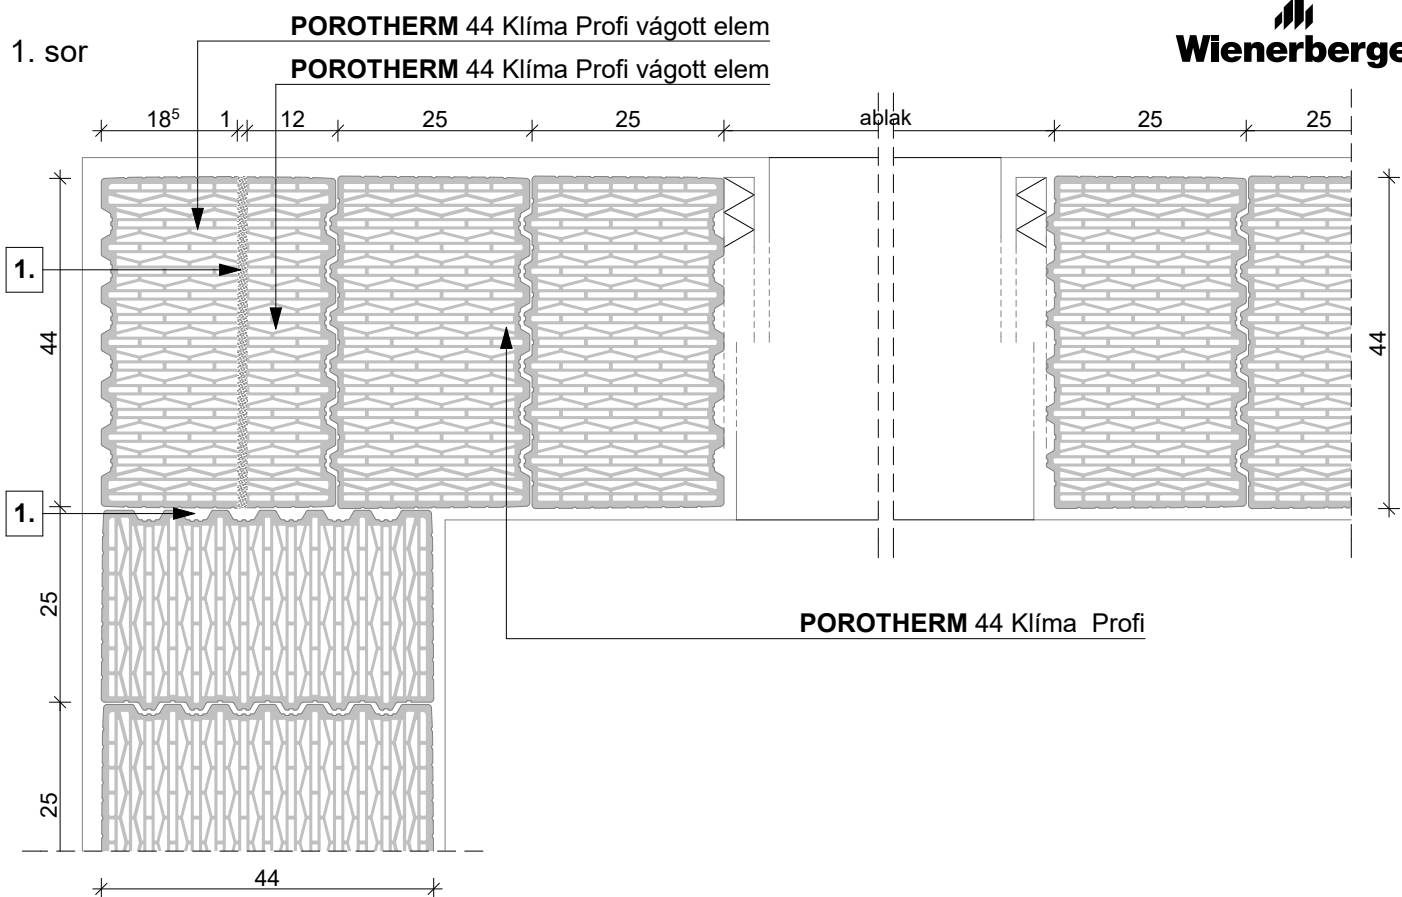 POROTHERM 44 Klíma Profi vágott elem
1. sor
POROTHERM 44 Klíma Profi vágott elem
Wienerberge
18⁵ 1 12 25 25 ablak 25 25
1.
44
44
1.
25
POROTHERM 44 Klíma Profi
25
44